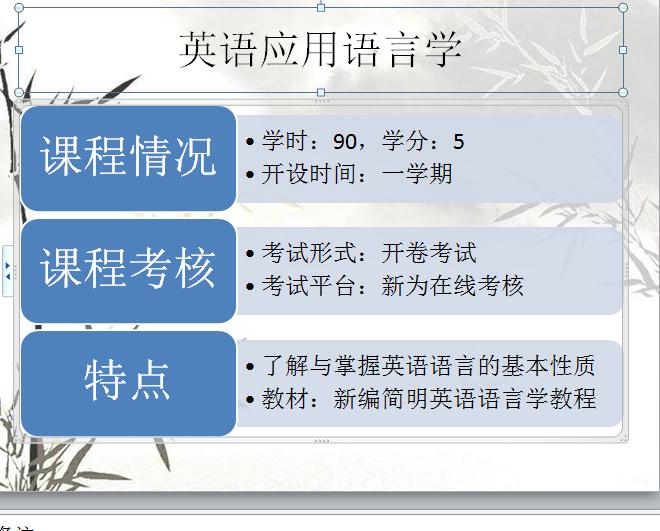 英语应用语言学
课程情况
• 学时：90，学分：5
• 开设时间：一学期
课程考核
• 考试形式：开卷考试
• 考试平台：新为在线考核
特点
• 了解与掌握英语语言的基本性质
• 教材：新编简明英语语言学教程